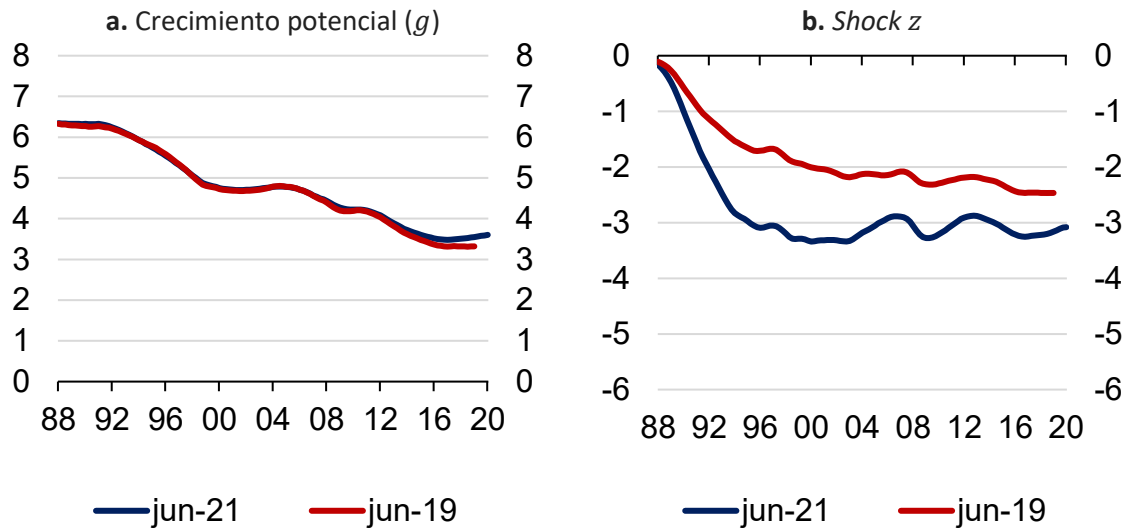 a. Crecimiento potencial (g)
8 8
7 7
6 6
5 5
4 4
3 3
2 2
1 1
0 0
88 92 96 00 04 08 12 16 20
jun-21 jun-19
b. Shock z
0 0
-1 -1
-2 -2
-3 -3
-4 -4
-5 -5
-6 -6
88 92 96 00 04 08 12 16 20
jun-21 jun-19